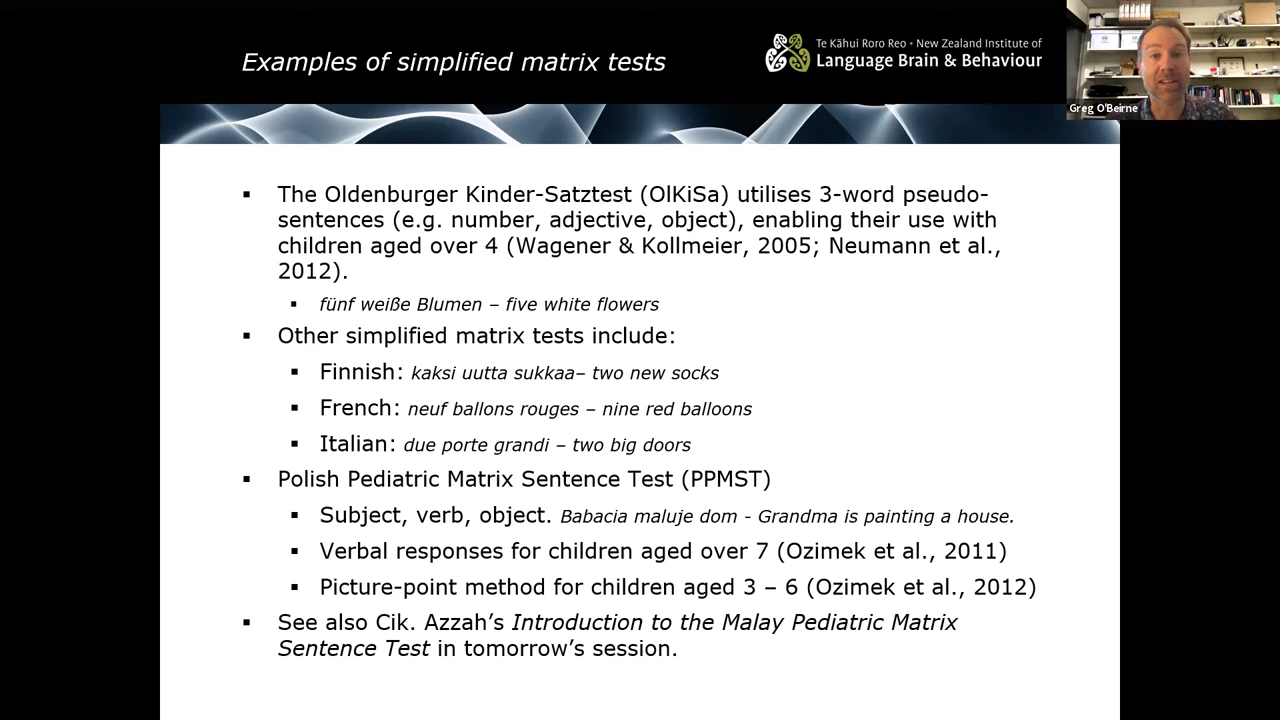 Examples of simplified matrix tests
Te Kāhui Roro Reo • New Zealand Institute of
Language Brain & Behaviour
Greg O'Beirne
▪ The Oldenburger Kinder-Satztest (OlKiSa) utilises 3-word pseudo-
sentences (e.g. number, adjective, object), enabling their use with
children aged over 4 (Wagener & Kollmeier, 2005; Neumann et al.,
2012).
▪ fünf weiße Blumen – five white flowers
▪ Other simplified matrix tests include:
▪ Finnish: kaksi uutta sukkaa– two new socks
▪ French: neuf ballons rouges – nine red balloons
▪ Italian: due porte grandi – two big doors
▪ Polish Pediatric Matrix Sentence Test (PPMST)
▪ Subject, verb, object. Babacia maluje dom - Grandma is painting a house.
▪ Verbal responses for children aged over 7 (Ozimek et al., 2011)
▪ Picture-point method for children aged 3 – 6 (Ozimek et al., 2012)
▪ See also Cik. Azzah’s Introduction to the Malay Pediatric Matrix
Sentence Test in tomorrow’s session.